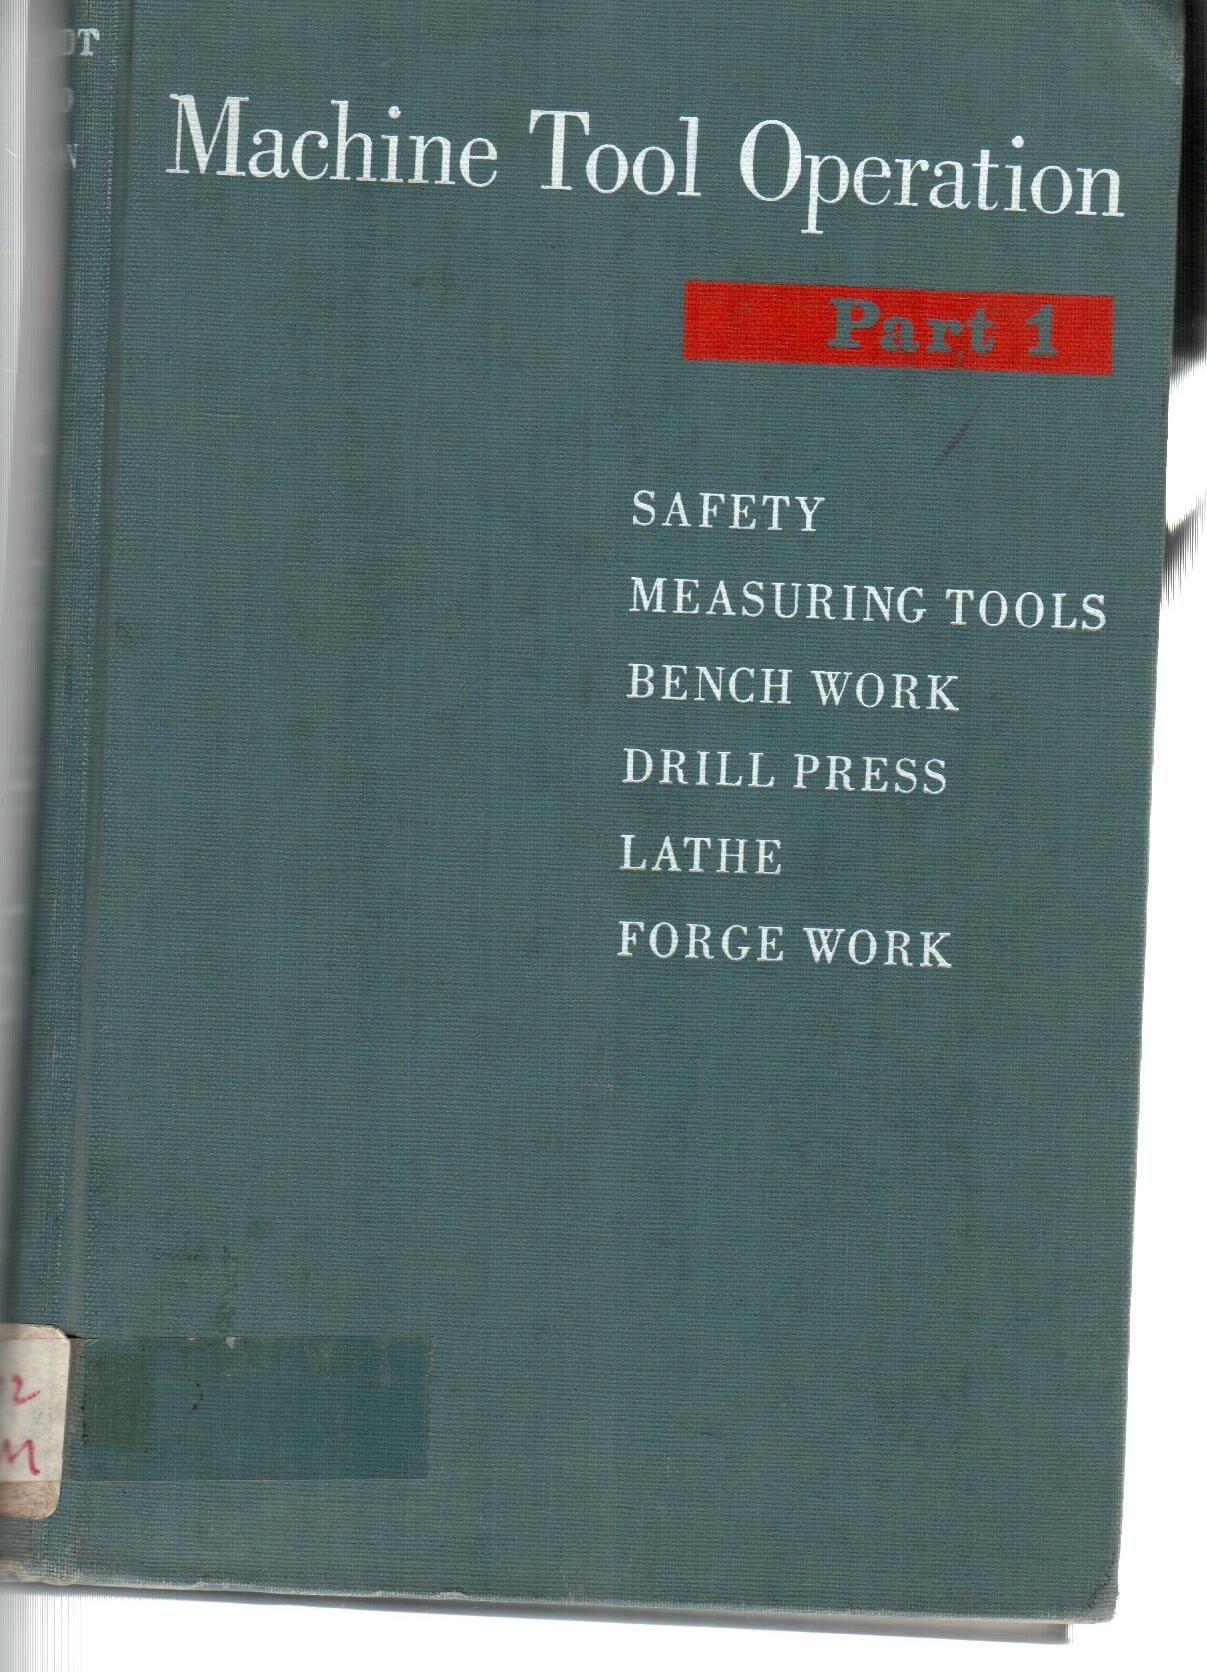 Machine Tool Operation
Part 1
SAFETY
MEASURING TOOLS
BENCH WORK
DRILL PRESS
LATHE
FORGE WORK